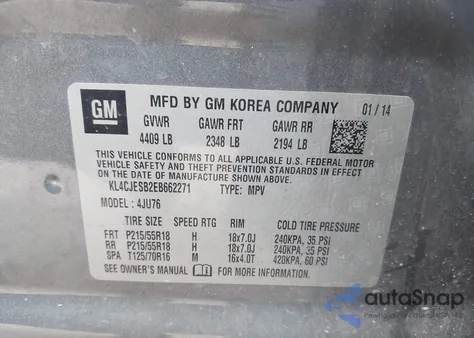 GM
MFD BY GM KOREA COMPANY 01 / 14
GVWR GAWR FRT GAWR RR
4409 LB 2348 LB 2194 LB
THIS VEHICLE CONFORMS TO ALL APPLICABLE U.S. FEDERAL MOTOR
VEHICLE SAFETY AND THEFT PREVENTION STANDARDS IN EFFECT
ON THE DATE OF MANUFACTURE SHOWN ABOVE.
KL4CJESB2EB662271 TYPE: MPV
MODEL: 4JU76
TIRE SIZE SPEED RTG RIM COLD TIRE PRESSURE
FRT P215/55R18 H 18x7.0J 240KPA, 35 PSI
RR P215/55R18 H 18x7.0J 240KPA, 35 PSI
SPA T125/70R16 M 16x4.0T 420KPA, 60 PSI
SEE OWNER'S MANUAL FOR MORE INFORMATION.
autoSnap